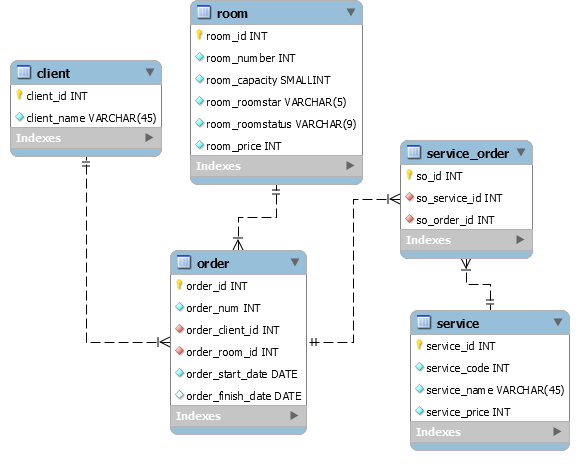 room
room_id INT
room_number INT
room_capacity SMALLINT
room_roomstar VARCHAR(5)
room_roomstatus VARCHAR(9)
room_price INT
Indexes
client
client_id INT
client_name VARCHAR(45)
Indexes
service_order
so_id INT
so_service_id INT
so_order_id INT
Indexes
order
order_id INT
order_num INT
order_client_id INT
order_room_id INT
order_start_date DATE
order_finish_date DATE
Indexes
service
service_id INT
service_code INT
service_name VARCHAR(45)
service_price INT
Indexes